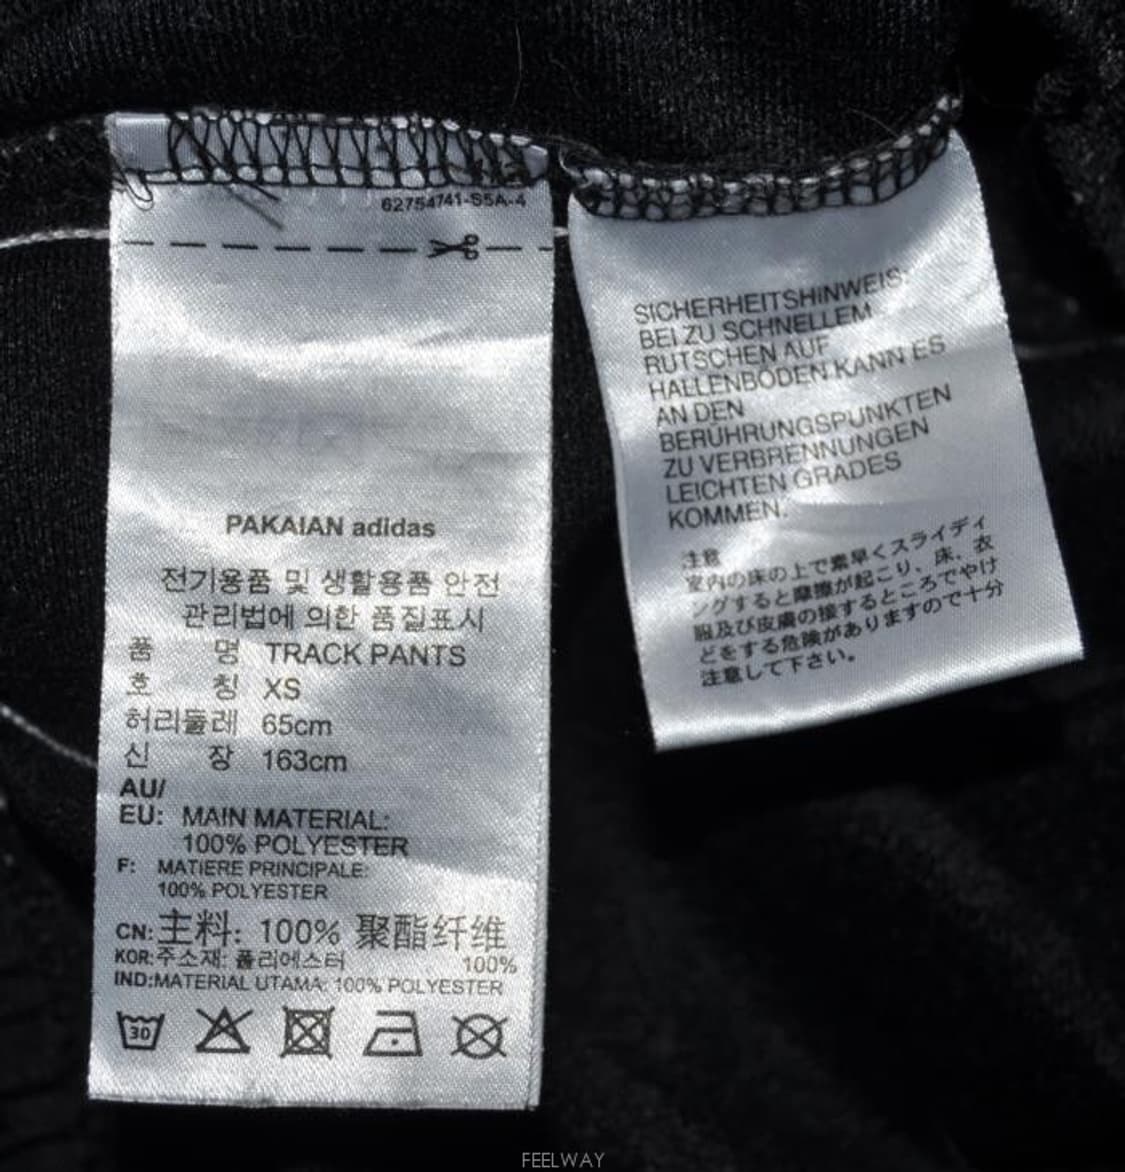 62754741-S5A-4
PAKAIAN adidas
전기용품 및 생활용품 안전
관리법에 의한 품질표시
품 명 TRACK PANTS
호 칭 XS
허리둘레 65cm
신 장 163cm
AU/
EU: MAIN MATERIAL:
100% POLYESTER
F: MATIERE PRINCIPALE:
100% POLYESTER
CN:主料: 100% 聚酯纤维
KOR:주소재: 폴리에스터 100%
IND:MATERIAL UTAMA: 100% POLYESTER
30
SICHERHEITSHINWEIS:
BEI ZU SCHNELLEM
RUTSCHEN AUF
HALLENBÖDEN KANN ES
AN DEN
BERÜHRUNGSPUNKTEN
ZU VERBRENNUNGEN
LEICHTEN GRADES
KOMMEN.
注意
室内の床の上で素早くスライディ
ングすると摩擦が起こり、床、衣
服及び皮膚の接するところでやけ
どをする危険がありますので十分
注意して下さい。
FEELWAY